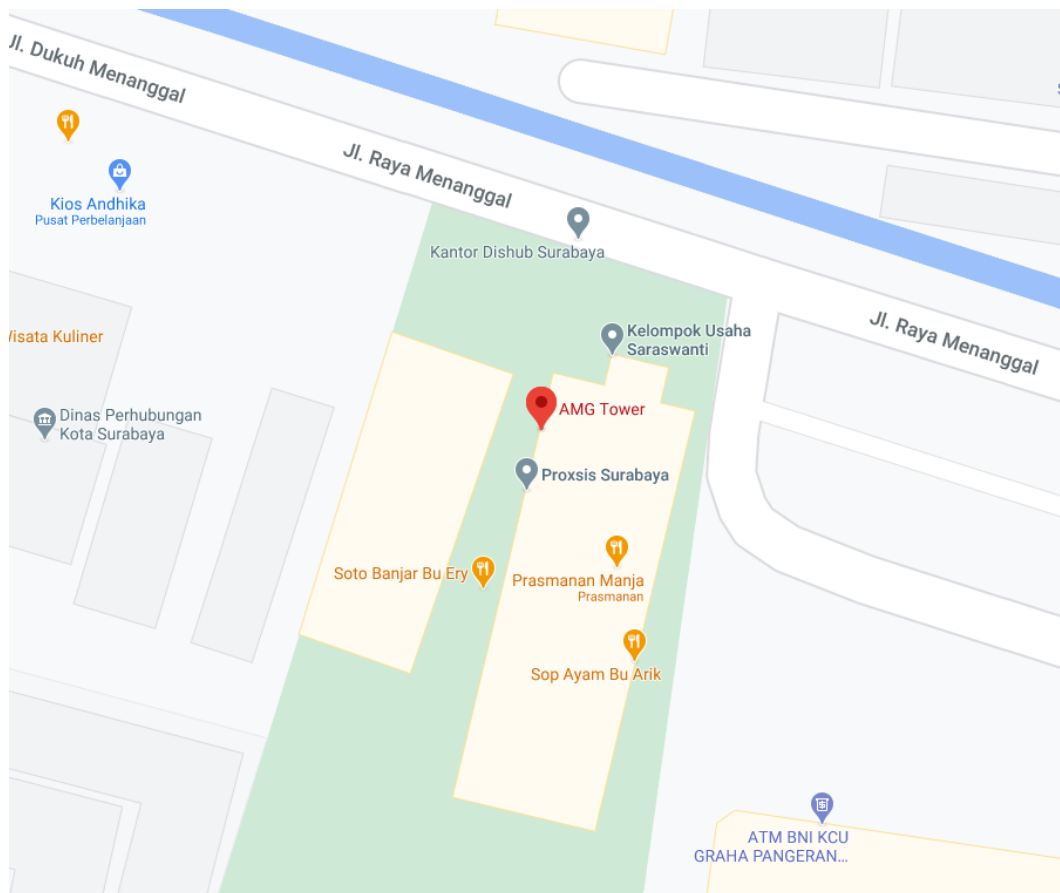 Jl. Dukuh Menanggal
Jl. Raya Menanggal
Kios Andhika
Pusat Perbelanjaan
Kantor Dishub Surabaya
Kelompok Usaha
Saraswanti
Jl. Raya Menanggal
Wisata Kuliner
AMG Tower
Dinas Perhubungan
Kota Surabaya
Proxsis Surabaya
Soto Banjar Bu Ery
Prasmanan Manja
Prasmanan
Sop Ayam Bu Arik
ATM BNI KCU
GRAHA PANGERAN...